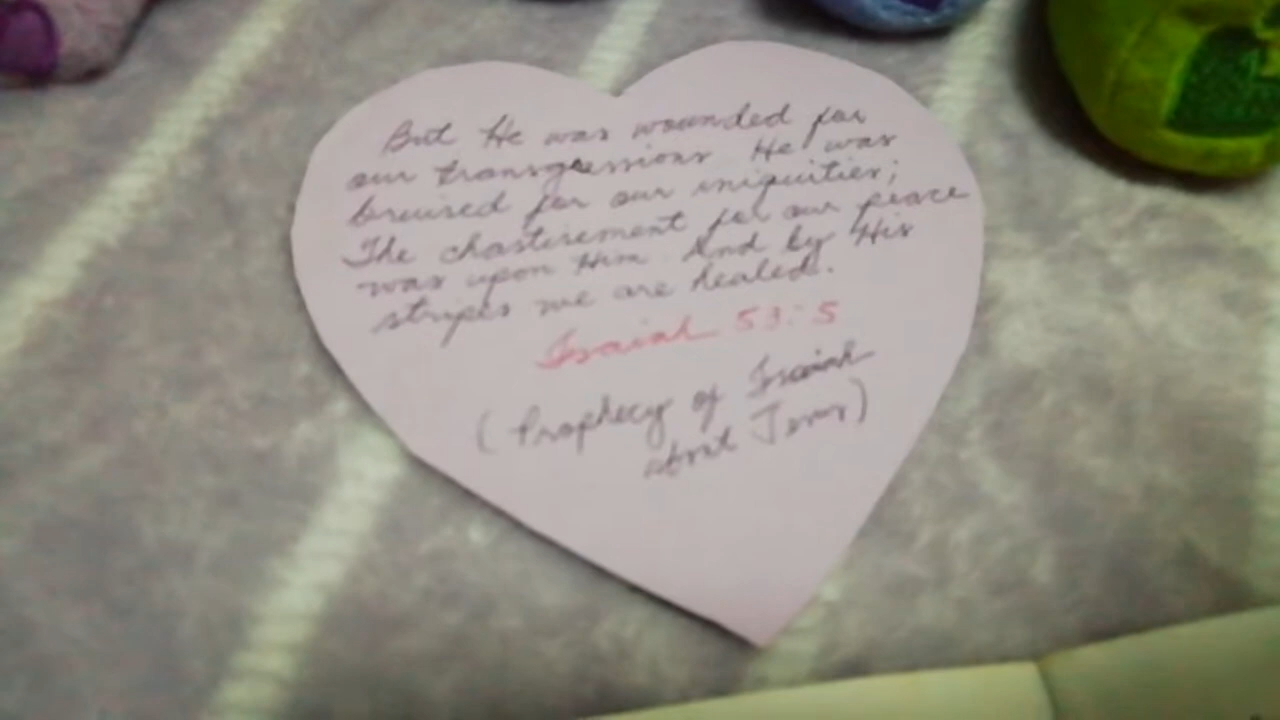 But He was wounded for
our transgressions He was
bruised for our iniquities;
The chastisement for our peace
was upon Him And by His
stripes we are healed.
Isaiah 53:5
(Prophecy of Isaiah
about Jesus)